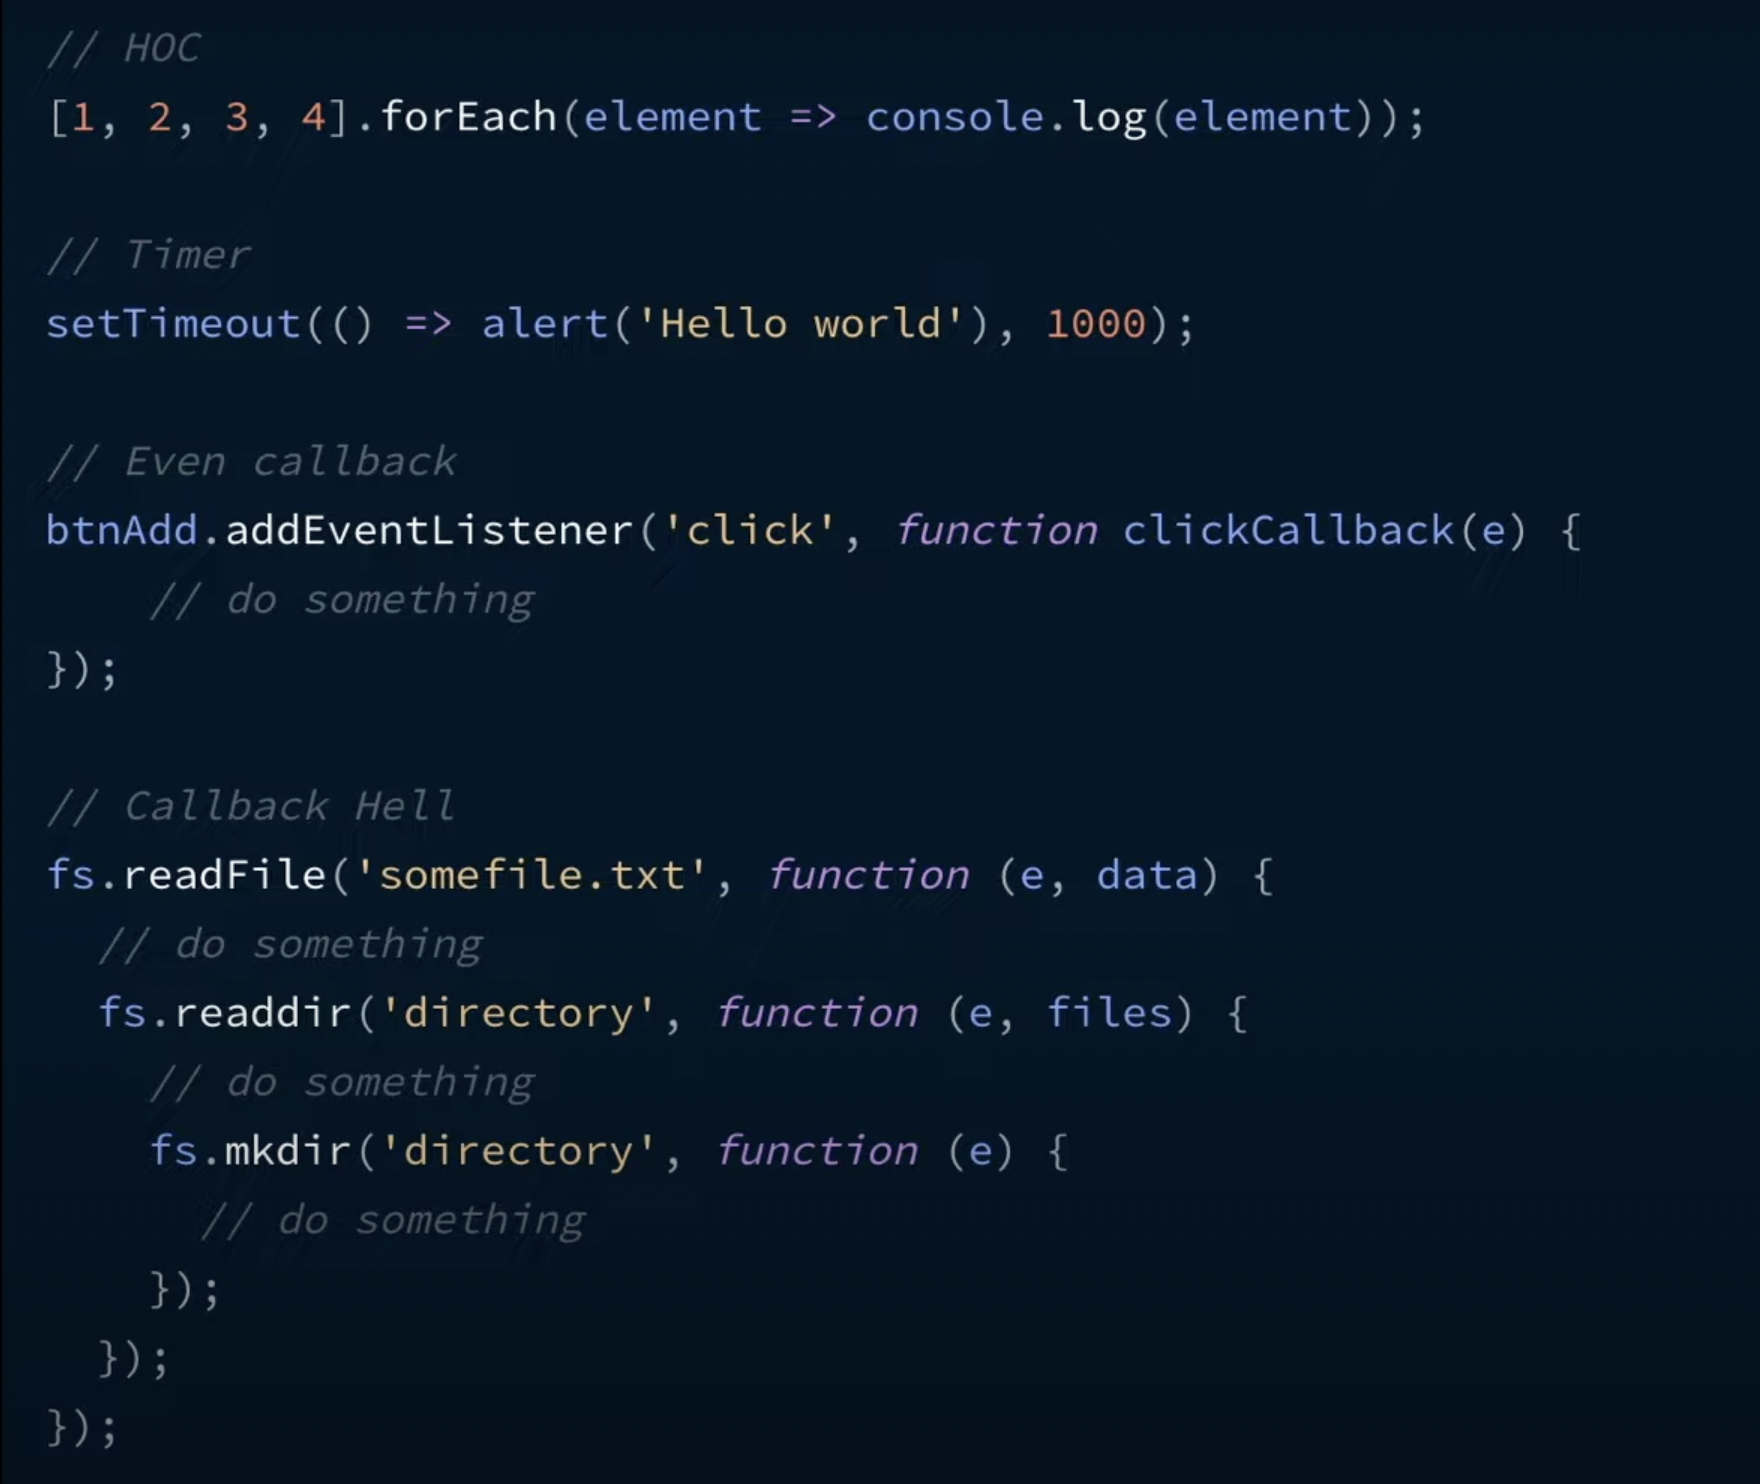 // HOC
[1, 2, 3, 4].forEach(element => console.log(element));
// Timer
setTimeout(() => alert('Hello world'), 1000);
// Even callback
btnAdd.addEventListener('click', function clickCallback(e) {
    // do something
});
// Callback Hell
fs.readFile('somefile.txt', function (e, data) {
  // do something
  fs.readdir('directory', function (e, files) {
    // do something
    fs.mkdir('directory', function (e) {
      // do something
    });
  });
});